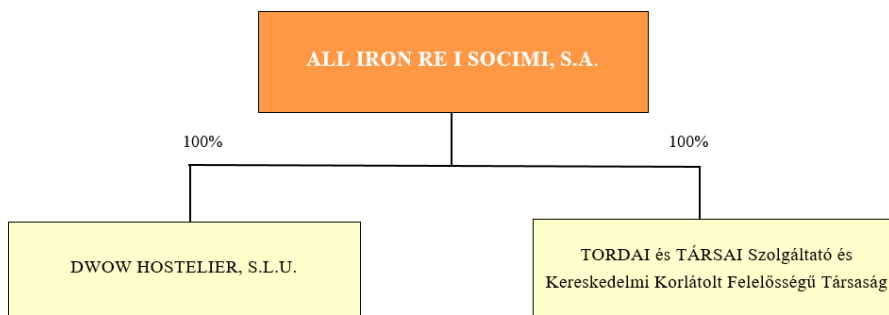 ALL IRON RE I SOCIMI, S.A.
100%
100%
DWOW HOSTELIER, S.L.U.
TORDAI és TÁRSAI Szolgáltató és
Kereskedelmi Korlátolt Felelősségű Társaság